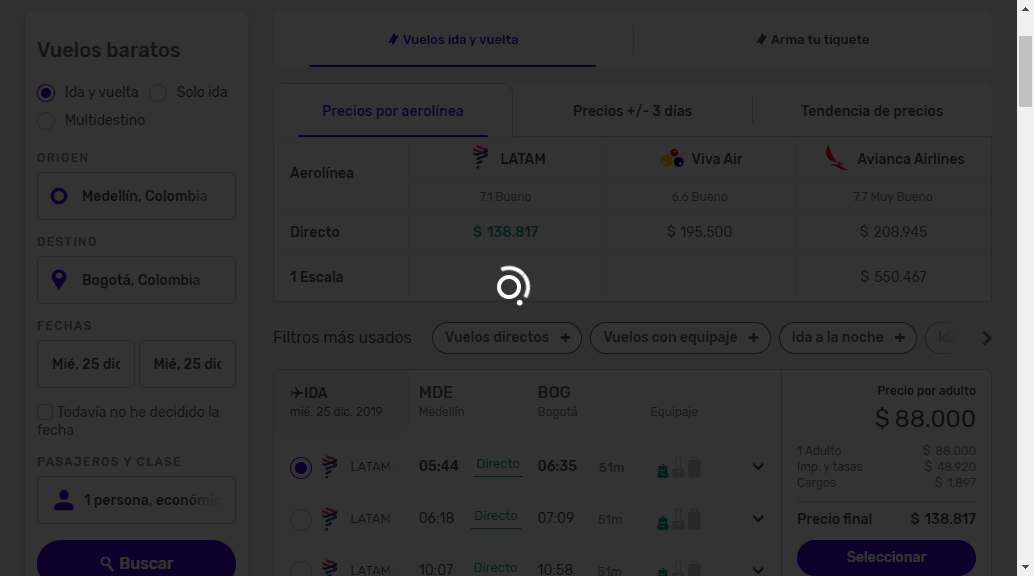 Vuelos baratos
Ida y vuelta
Solo ida
Multidestino
ORIGEN
Medellín, Colombia
DESTINO
Bogotá, Colombia
FECHAS
Mié, 25 dic
Mié, 25 dic
Todavía no he decidido la
fecha
PASAJEROS Y CLASE
1 persona, económic
Buscar
Vuelos ida y vuelta
Arma tu tiquete
Precios por aerolínea
Precios +/- 3 días
Tendencia de precios
Aerolínea
LATAM
Viva Air
Avianca Airlines
7.1 Bueno
6.6 Bueno
7.7 Muy Bueno
Directo
$ 138.817
$ 195.500
$ 208.945
1 Escala
$ 550.467
Filtros más usados
Vuelos directos +
Vuelos con equipaje +
Ida a la noche +
IDA
MDE
BOG
mié. 25 dic. 2019
Medellín
Bogotá
Equipaje
LATAM
05:44
Directo
06:35
51m
LATAM
06:18
Directo
07:09
51m
LATAM
10:07
Directo
10:58
51m
Precio por adulto
$ 88.000
1 Adulto
$ 88.000
Imp. y tasas
$ 48.920
Cargos
$ 1.897
Precio final
$ 138.817
Seleccionar